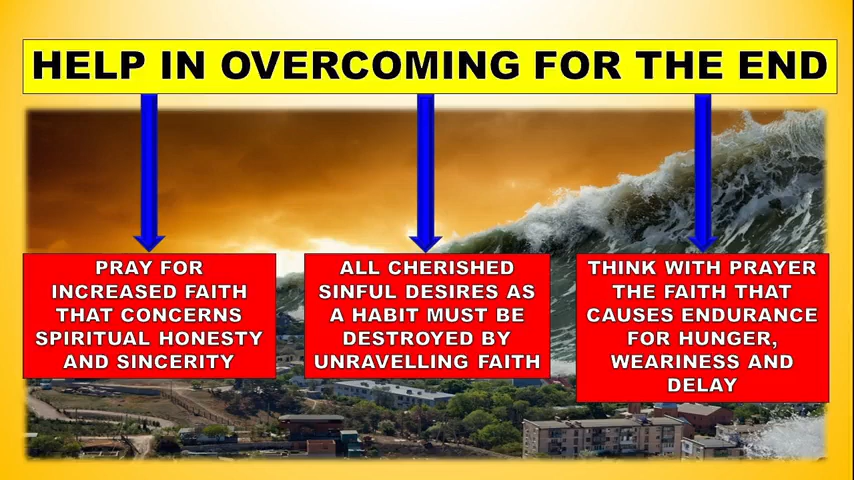 HELP IN OVERCOMING FOR THE END
PRAY FOR
INCREASED FAITH
THAT CONCERNS
SPIRITUAL HONESTY
AND SINCERITY
ALL CHERISHED
SINFUL DESIRES AS
A HABIT MUST BE
DESTROYED BY
UNRAVELLING FAITH
THINK WITH PRAYER
THE FAITH THAT
CAUSES ENDURANCE
FOR HUNGER,
WEARINESS AND
DELAY